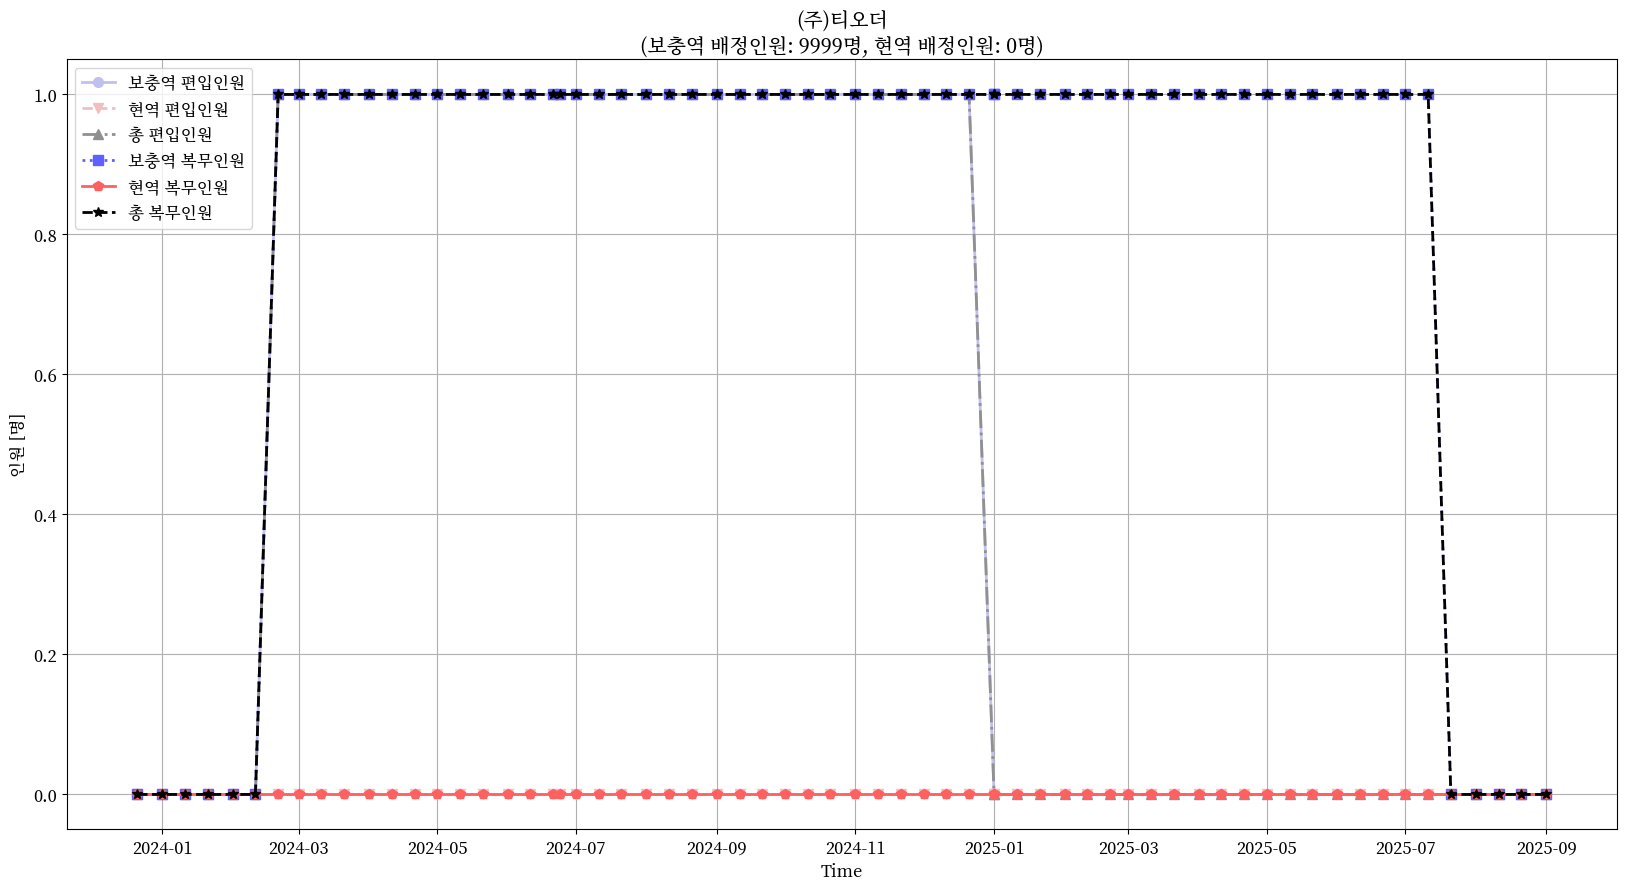 (주)티오더
(보충역 배정인원: 9999명, 현역 배정인원: 0명)
보충역 편입인원
현역 편입인원
총 편입인원
보충역 복무인원
현역 복무인원
총 복무인원
인원 [명]
1.0
0.8
0.6
0.4
0.2
0.0
2024-01 2024-03 2024-05 2024-07 2024-09 2024-11 2025-01 2025-03 2025-05 2025-07 2025-09
Time